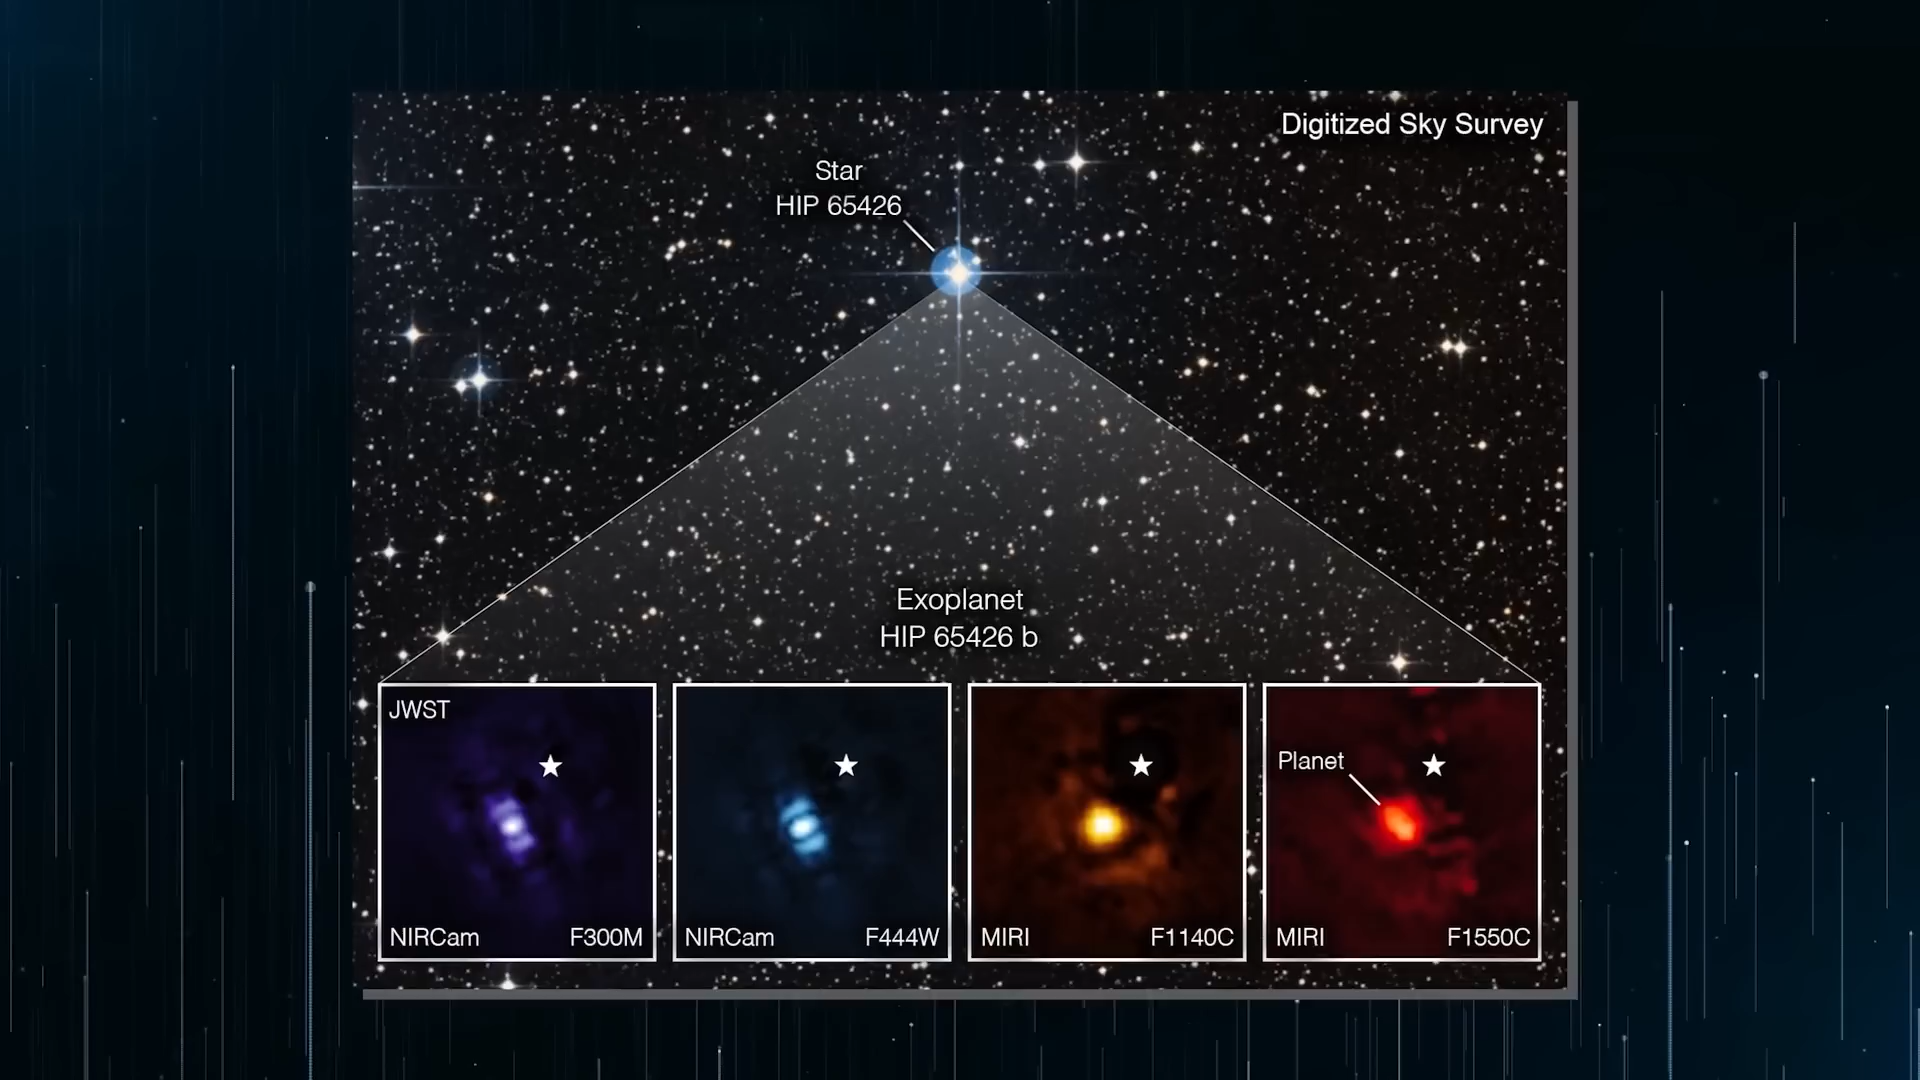 Digitized Sky Survey
Star
HIP 65426
Exoplanet
HIP 65426 b
JWST
NIRCam F300M
NIRCam F444W
MIRI F1140C
Planet
MIRI F1550C